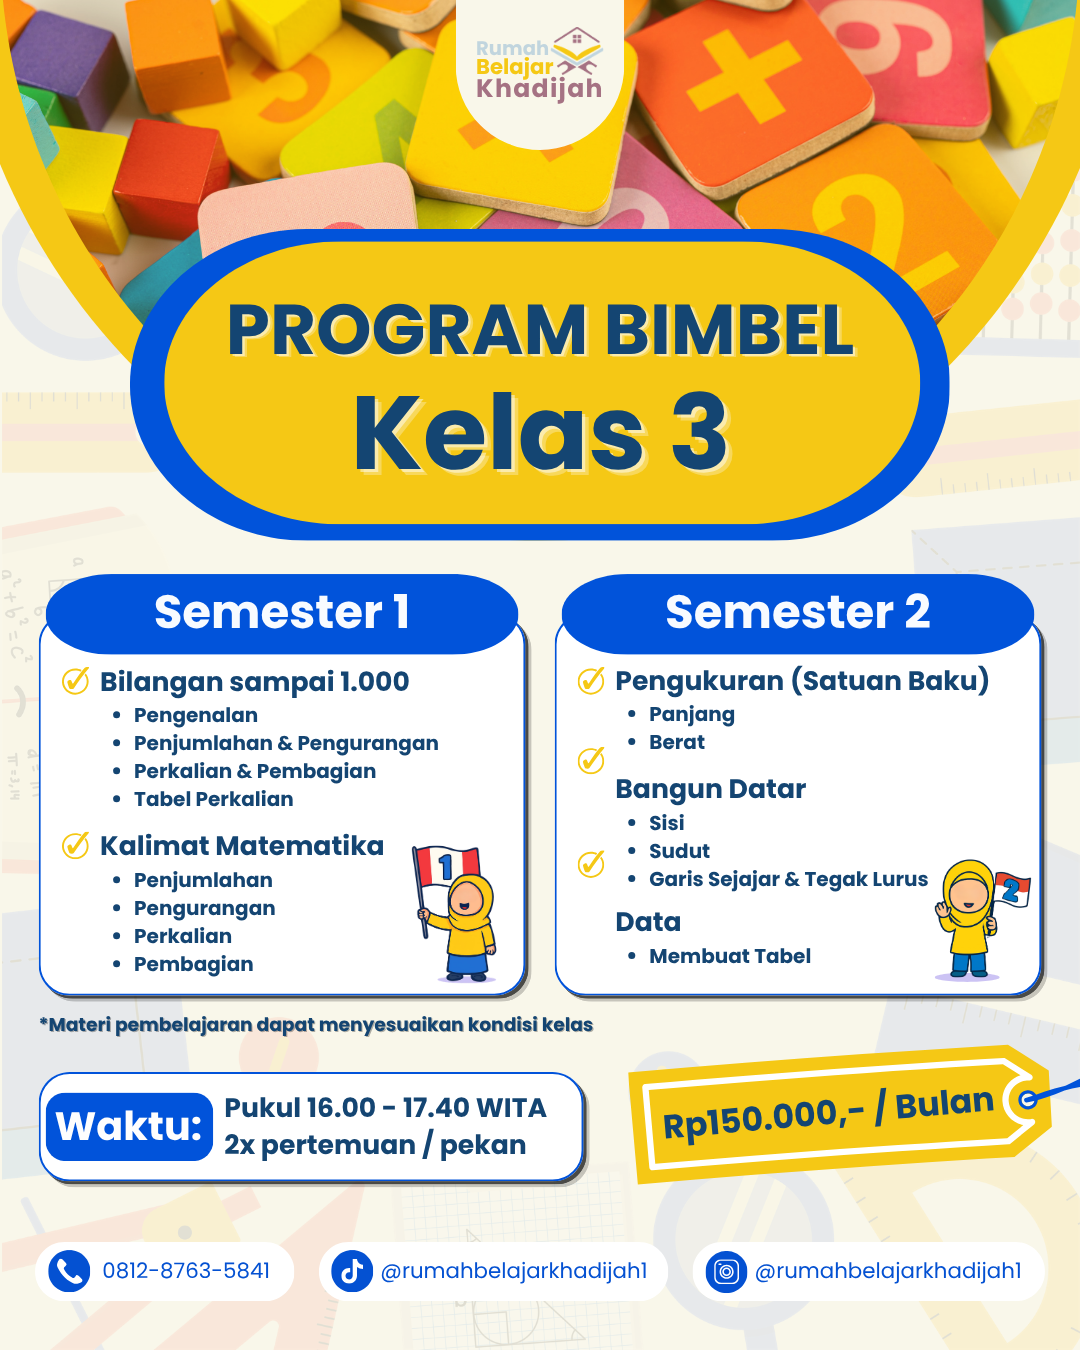 Rumah
Belajar
Khadijah
PROGRAM BIMBEL
Kelas 3
Semester 1
Bilangan sampai 1.000
• Pengenalan
• Penjumlahan & Pengurangan
• Perkalian & Pembagian
• Tabel Perkalian
Kalimat Matematika
• Penjumlahan
• Pengurangan
• Perkalian
• Pembagian
1
Semester 2
Pengukuran (Satuan Baku)
• Panjang
• Berat
Bangun Datar
• Sisi
• Sudut
• Garis Sejajar & Tegak Lurus
Data
• Membuat Tabel
2
*Materi pembelajaran dapat menyesuaikan kondisi kelas
Waktu:
Pukul 16.00 - 17.40 WITA
2x pertemuan / pekan
Rp150.000,- / Bulan
0812-8763-5841
@rumahbelajarkhadijah1
@rumahbelajarkhadijah1